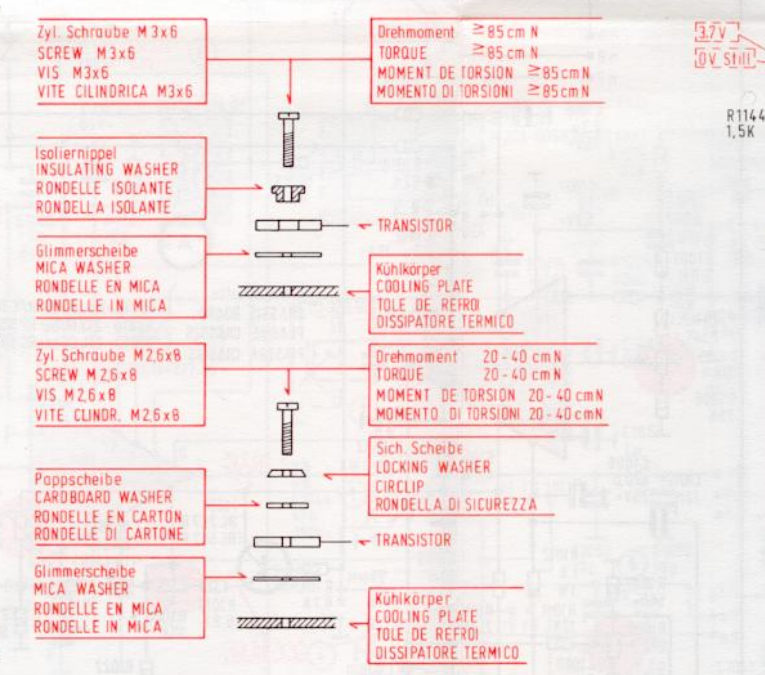 Zyl. Schraube M 3x6
SCREW M3x6
VIS M3x6
VITE CILINDRICA M3x6
Drehmoment ≥ 85 cm N
TORQUE ≥ 85 cm N
MOMENT DE TORSION ≥ 85 cm N
MOMENTO DI TORSIONI ≥ 85 cm N
3.7V
0V Still
R1144
1,5K
Isoliernippel
INSULATING WASHER
RONDELLE ISOLANTE
RONDELLA ISOLANTE
TRANSISTOR
Glimmerscheibe
MICA WASHER
RONDELLE EN MICA
RONDELLE IN MICA
Kühlkörper
COOLING PLATE
TOLE DE REFROI
DISSIPATORE TERMICO
Zyl. Schraube M 2,6x8
SCREW M 2,6x8
VIS M 2,6x8
VITE CLINDR. M2,6x8
Drehmoment 20 - 40 cm N
TORQUE 20 - 40 cm N
MOMENT DE TORSION 20 - 40 cm N
MOMENTO DI TORSIONI 20 - 40 cm N
Sich. Scheibe
LOCKING WASHER
CIRCLIP
RONDELLA DI SICUREZZA
Pappscheibe
CARDBOARD WASHER
RONDELLE EN CARTON
RONDELLE DI CARTONE
TRANSISTOR
Glimmerscheibe
MICA WASHER
RONDELLE EN MICA
RONDELLE IN MICA
Kühlkörper
COOLING PLATE
TOLE DE REFROI
DISSIPATORE TERMICO